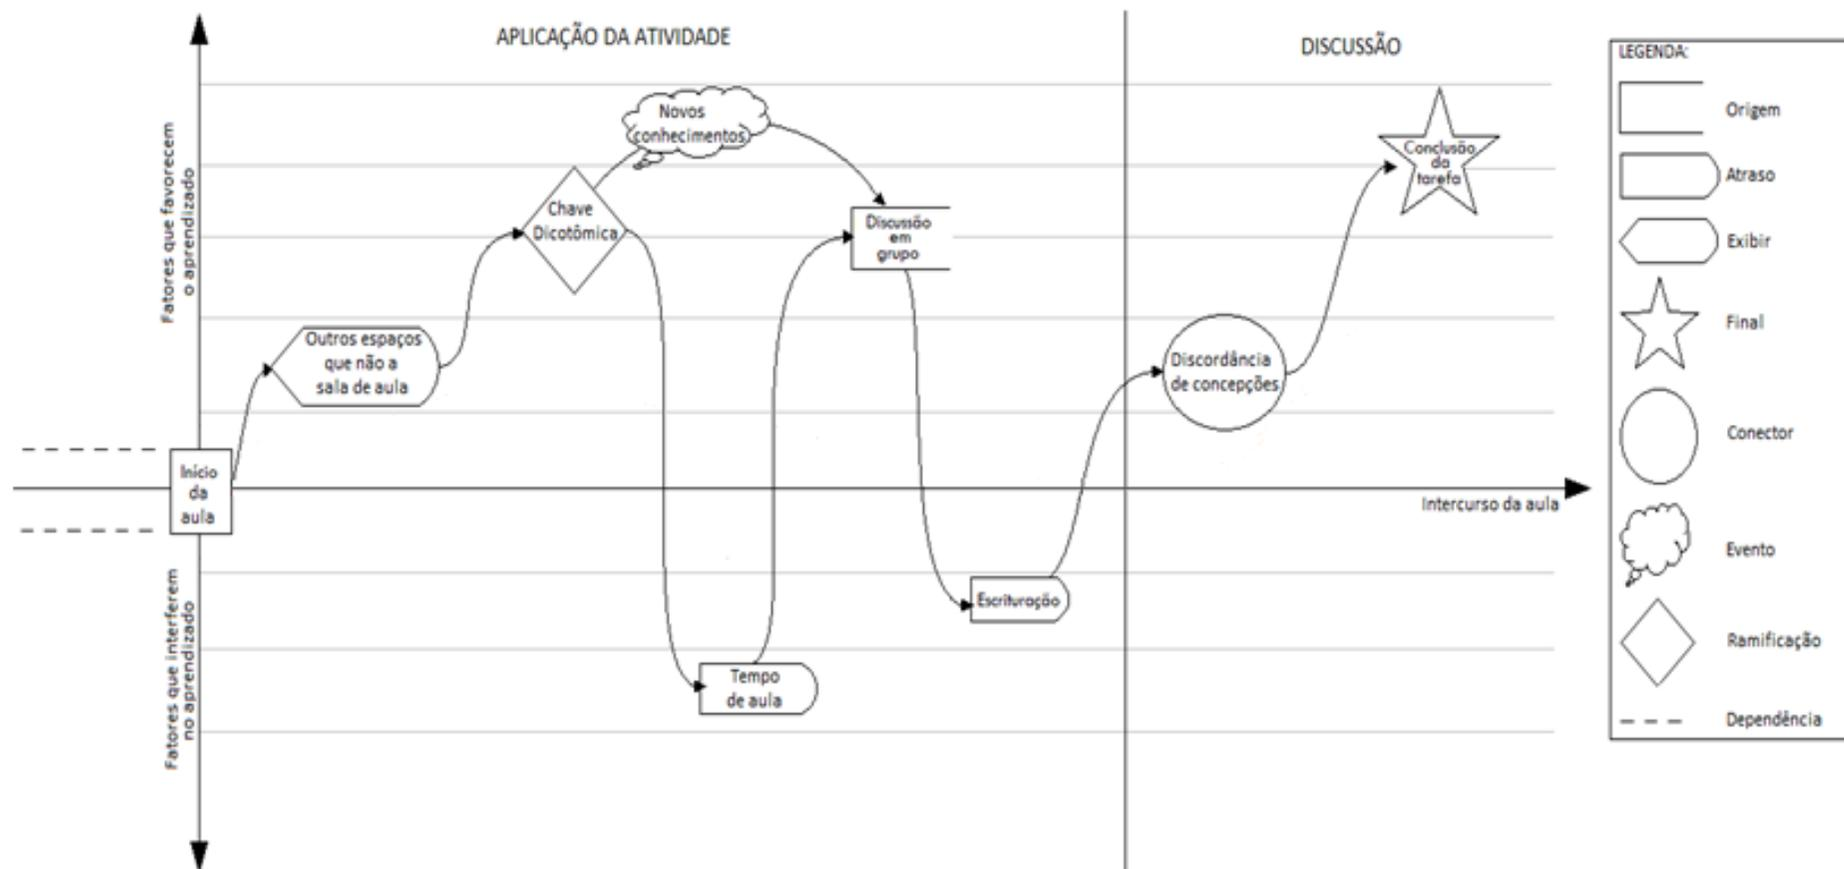 APLICAÇÃO DA ATIVIDADE
DISCUSSÃO
Fatores que favorecem
o aprendizado
Fatores que interferem
no aprendizado
Início
da
aula
Outros espaços
que não a
sala de aula
Chave
Dicotômica
Novos
conhecimentos
Tempo
de aula
Discussão
em
grupo
Escrituração
Discordância
de concepções
Conclusão
da
tarefa
Intercurso da aula
LEGENDA:
Origem
Atraso
Exibir
Final
Conector
Evento
Ramificação
Dependência